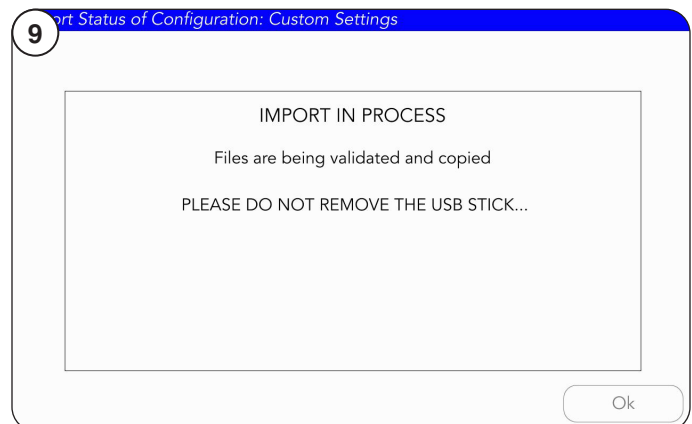 9
ort Status of Configuration: Custom Settings
IMPORT IN PROCESS
Files are being validated and copied
PLEASE DO NOT REMOVE THE USB STICK...
Ok